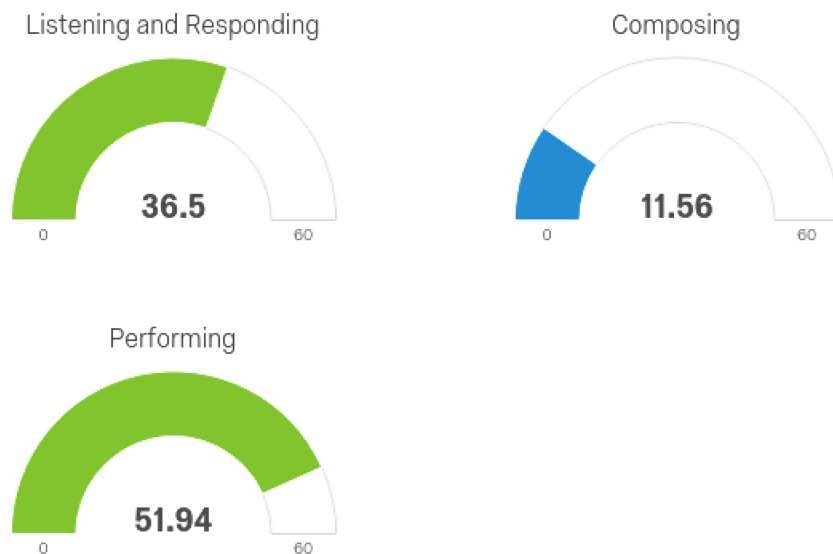 Listening and Responding
36.5
0 60
Composing
11.56
0 60
Performing
51.94
0 60